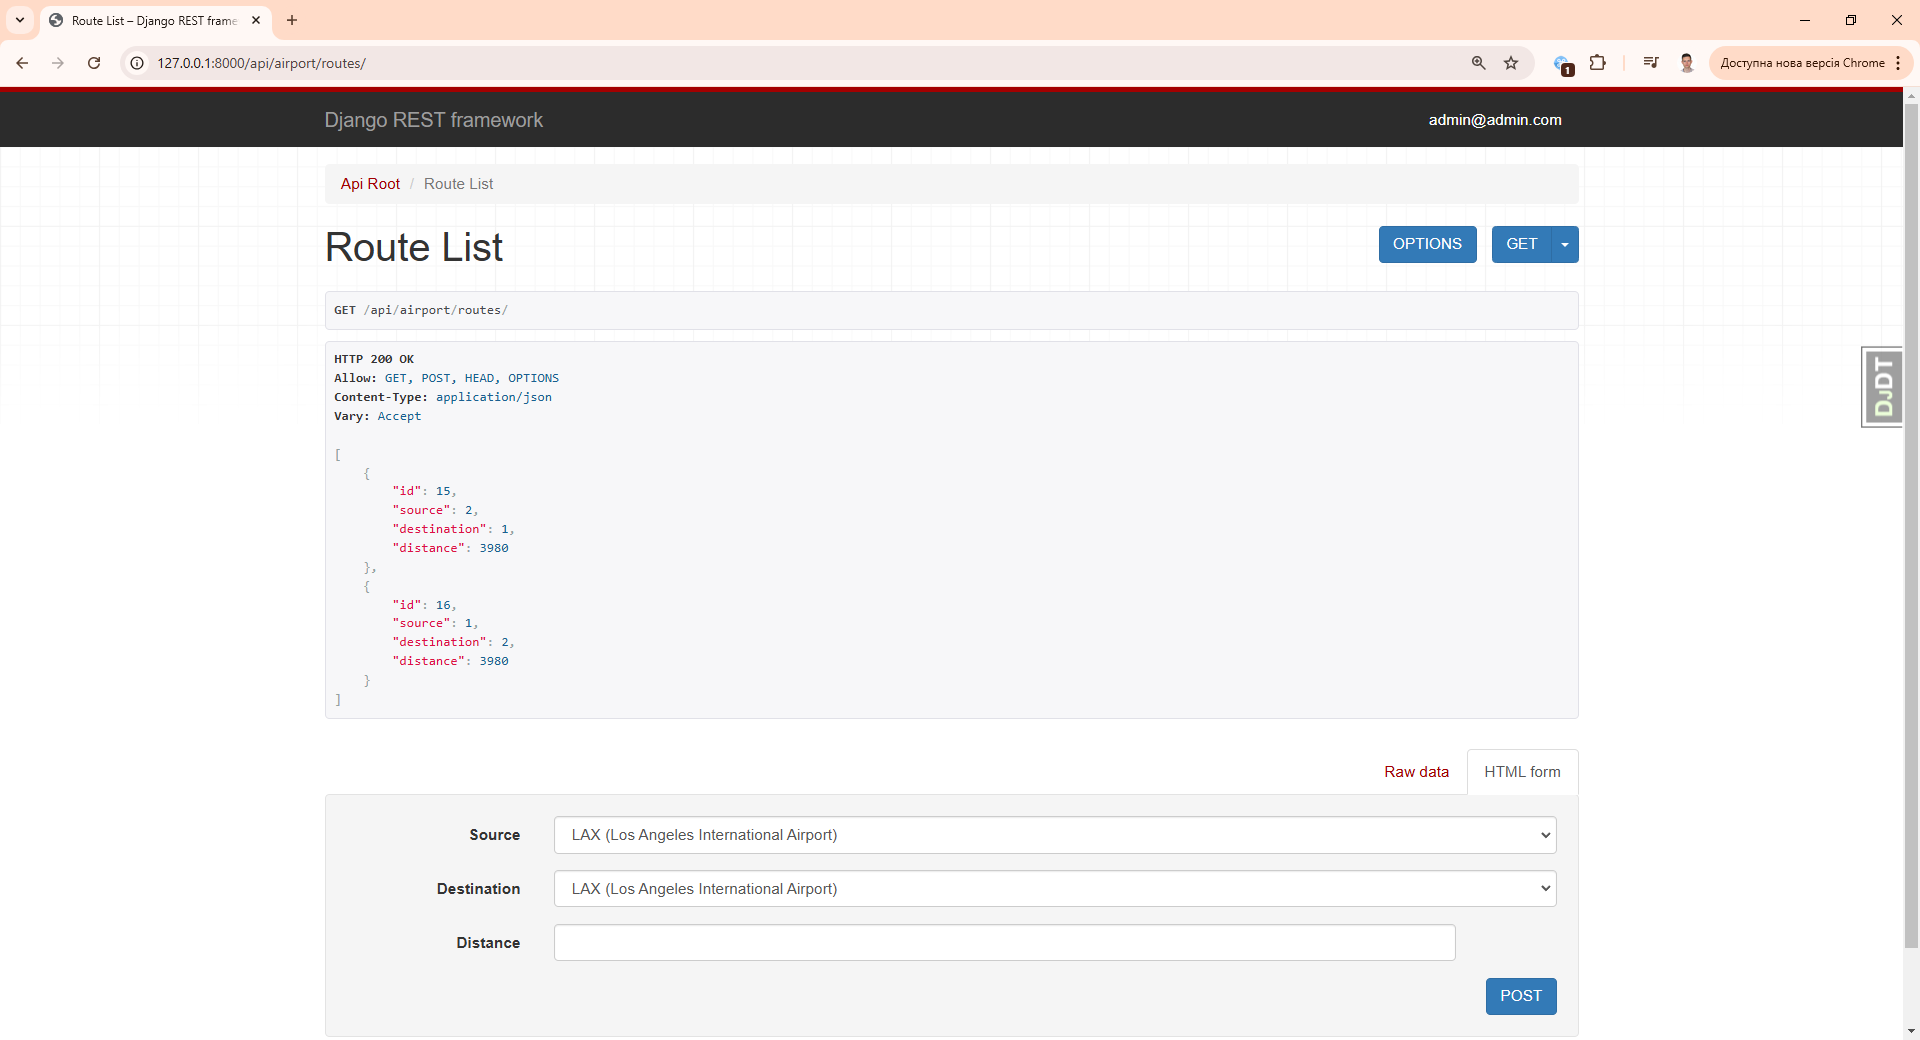 Route List – Django REST frame
127.0.0.1:8000/api/airport/routes/
1
Доступна нова версія Chrome
Django REST framework
admin@admin.com
Api Root / Route List
Route List
OPTIONS
GET
GET /api/airport/routes/
HTTP 200 OK
Allow: GET, POST, HEAD, OPTIONS
Content-Type: application/json
Vary: Accept
[
    {
        "id": 15,
        "source": 2,
        "destination": 1,
        "distance": 3980
    },
    {
        "id": 16,
        "source": 1,
        "destination": 2,
        "distance": 3980
    }
]
DJDT
Raw data
HTML form
Source
LAX (Los Angeles International Airport)
Destination
LAX (Los Angeles International Airport)
Distance
POST